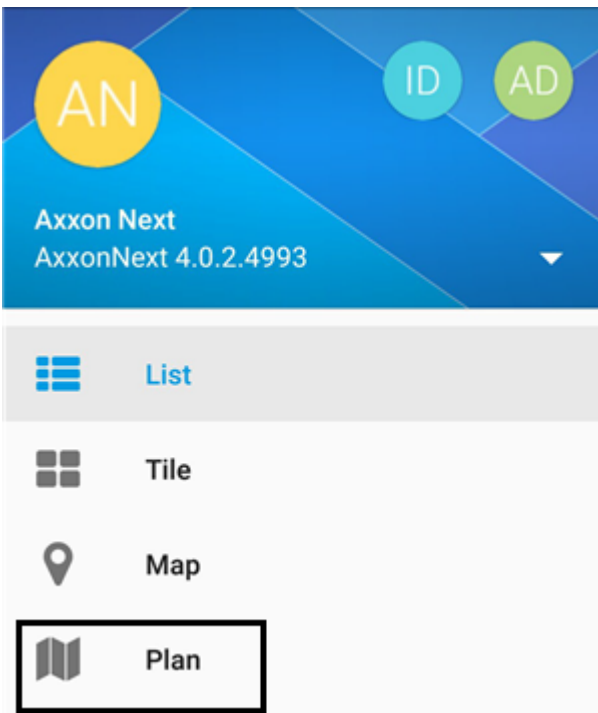 AN
ID
AD
Axxon Next
AxxonNext 4.0.2.4993
List
Tile
Map
Plan